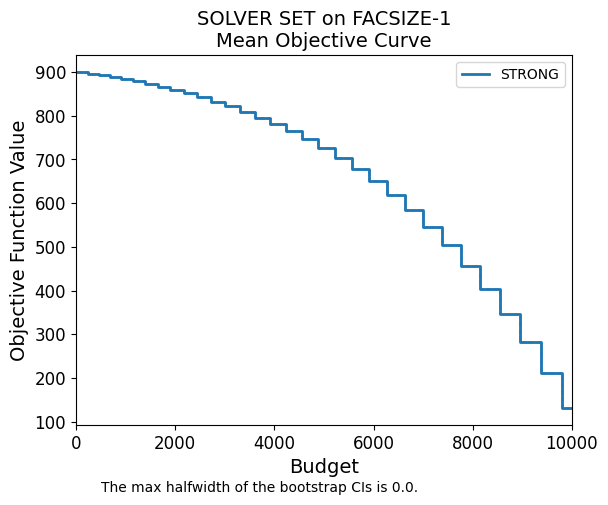 SOLVER SET on FACSIZE-1
Mean Objective Curve
STRONG
Objective Function Value
900
800
700
600
500
400
300
200
100
0 2000 4000 6000 8000 10000
Budget
The max halfwidth of the bootstrap CIs is 0.0.